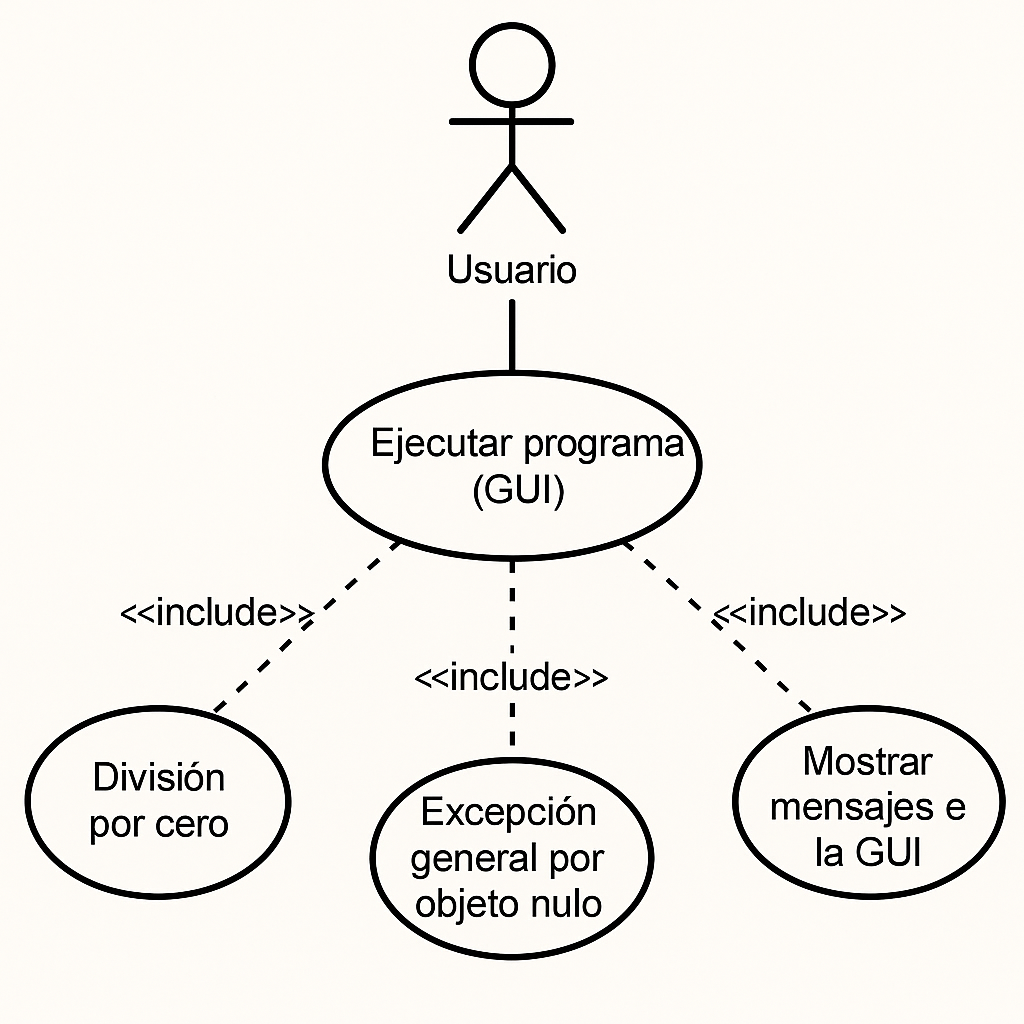 Usuario
Ejecutar programa
(GUI)
<<include>>
<<include>>
<<include>>
División
por cero
Excepción
general por
objeto nulo
Mostrar
mensajes e
la GUI